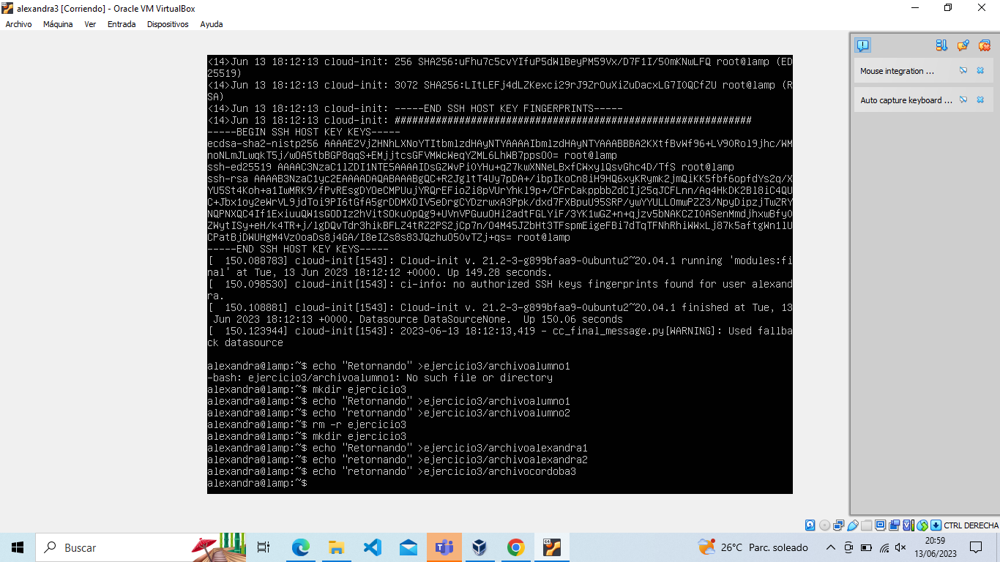 alexandra3 [Corriendo] - Oracle VM VirtualBox
Archivo Máquina Ver Entrada Dispositivos Ayuda
<14>Jun 13 18:12:13 cloud-init: 256 SHA256:uFhu7c5cvYIfuP5dWlBeyPM59Vx/D7F1I/50mKNwLFQ root@lamp (ED
25519)
<14>Jun 13 18:12:13 cloud-init: 3072 SHA256:LItLEFj4dLZKexci29rJ9ZrOuXiZuDacxLG7I0QCfZU root@lamp (R
SA)
<14>Jun 13 18:12:13 cloud-init: -----END SSH HOST KEY FINGERPRINTS-----
<14>Jun 13 18:12:13 cloud-init: #############################################################
-----BEGIN SSH HOST KEY KEYS-----
ecdsa-sha2-nistp256 AAAAE2VjZHNhLXNoYTItbmlzdHAyNTYAAAAIbmlzdHAyNTYAAABBBA2KXtfBvWf96+LV90Rol9jhc/WM
noNLmJLwqkT5j/wOA5tbBGP8qqS+EMjjtcsGFVMWcWeqYZML6LhWB7ppsO0= root@lamp
ssh-ed25519 AAAAC3NzaC1lZDI1NTE5AAAAIDsGZWvPi0YHu+qZ7kwXNNeLBxfCWxylQsvGhc4D/TfS root@lamp
ssh-rsa AAAAB3NzaC1yc2EAAAADAQABAAABgQC+R2JgltT4Uy7pDA+/ibpIkoCn8iH9HQ6xyKRymk2jmQiKK5fbf6opfdYs2q/X
YU5St4Koh+a1IwMRK9/fPvREsgDYOeCMPUujYRQrEFioZi8pVUrYhkl9p+/CFrCakppbbZdCIj25qJCFLnn/Aq4HkDK2Bl8iC4QU
C+Jbx1oy2eWrVL9jdToi9PI6tGfA5grDDMXDIV5eDrgCYDzrwxA3Ppk/dxd7FXBpuU95SRP/ywYYULLOmwPZZ3/NpyDipzjTwZRY
NQPNXQC4If1ExiuuQW1sGODIz2hVitSOku0pQg9+UVnVPGuuOHi2adtFGLYiF/3YK1wGZ+n+qjzv5bNAKCZI0ASenMmdjhxwBfy0
ZWytISy+eH/k4TR+j/lgDQvTdr3hikBFLZ4tRZ2PS2jCp7n/O4M45JZbHt3TFspmEigeFBi7dTqTFNhRhiWWxLj87K5aftgWn11U
CPatBjDWUHgM4Vz0oaDs8j4GA/I8eIZs8s83JQzhuO50vTZj+qs= root@lamp
-----END SSH HOST KEY KEYS-----
[  150.088783] cloud-init[1543]: Cloud-init v. 21.2-3-g899bfaa9-0ubuntu2~20.04.1 running 'modules:fi
nal' at Tue, 13 Jun 2023 18:12:12 +0000. Up 149.28 seconds.
[  150.098530] cloud-init[1543]: ci-info: no authorized SSH keys fingerprints found for user alexand
ra.
[  150.108881] cloud-init[1543]: Cloud-init v. 21.2-3-g899bfaa9-0ubuntu2~20.04.1 finished at Tue, 13
 Jun 2023 18:12:13 +0000. Datasource DataSourceNone.  Up 150.06 seconds
[  150.123944] cloud-init[1543]: 2023-06-13 18:12:13,419 - cc_final_message.py[WARNING]: Used fallba
ck datasource
alexandra@lamp:~$ echo "Retornando" >ejercicio3/archivoalumno1
-bash: ejercicio3/archivoalumno1: No such file or directory
alexandra@lamp:~$ mkdir ejercicio3
alexandra@lamp:~$ echo "Retornando" >ejercicio3/archivoalumno1
alexandra@lamp:~$ echo "retornando" >ejercicio3/archivoalumno2
alexandra@lamp:~$ rm -r ejercicio3
alexandra@lamp:~$ mkdir ejercicio3
alexandra@lamp:~$ echo "Retornando" >ejercicio3/archivoalexandra1
alexandra@lamp:~$ echo "retornando" >ejercicio3/archivoalexandra2
alexandra@lamp:~$ echo "retornando" >ejercicio3/archivocordoba3
alexandra@lamp:~$
Mouse integration ...
Auto capture keyboard ...
CTRL DERECHA
Buscar
26°C Parc. soleado
20:59
13/06/2023